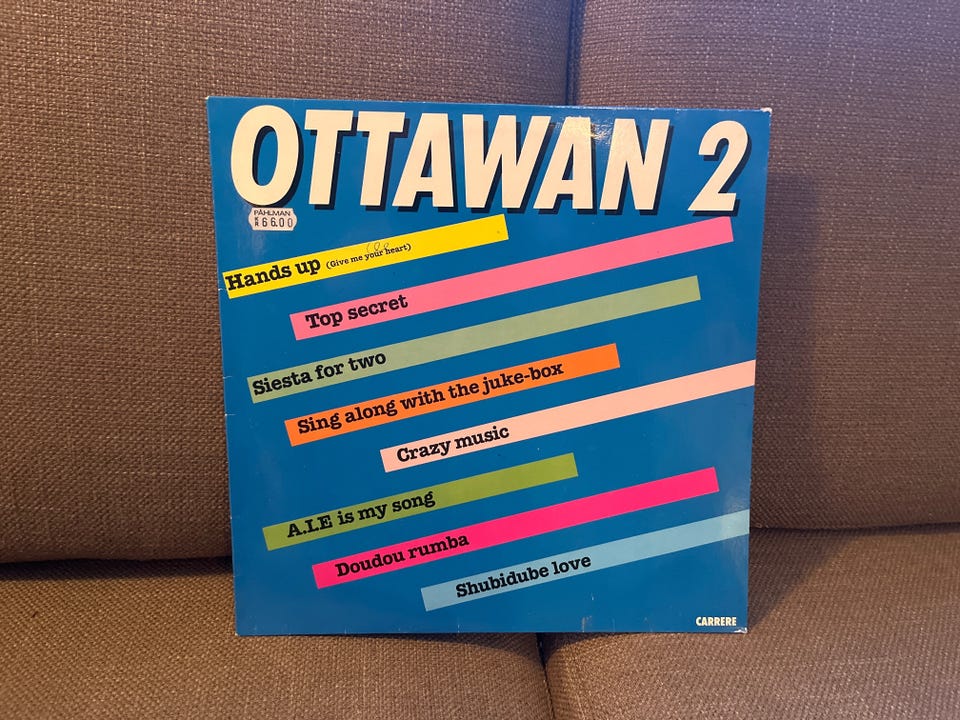 OTTAWAN 2
PÅHLMAN
KR 66.00
Hands up (Give me your heart)
Top secret
Siesta for two
Sing along with the juke-box
Crazy music
A.I.E is my song
Doudou rumba
Shubidube love
CARRERE